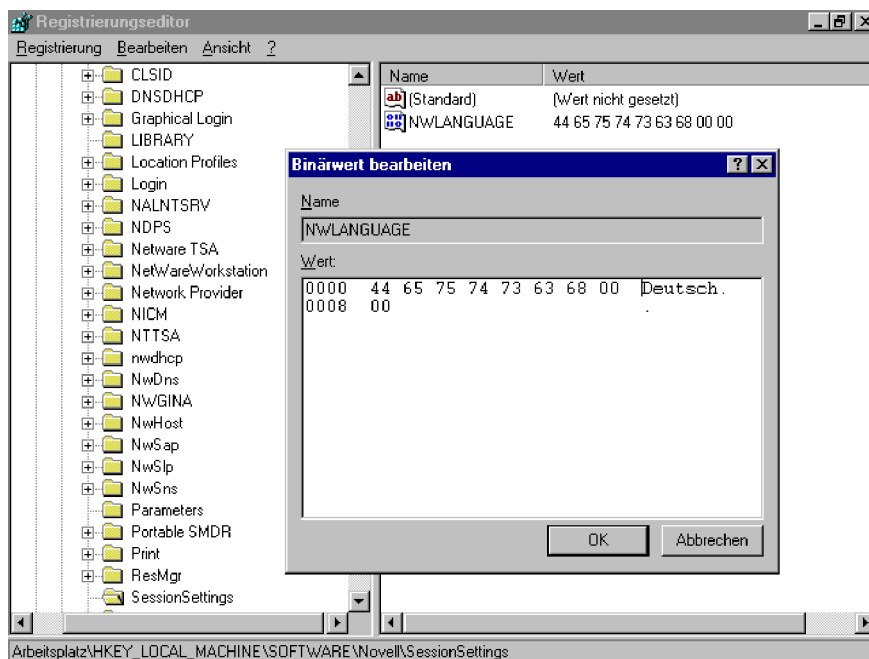 Registrierungseditor
Registrierung Bearbeiten Ansicht ?
CLSID
DNSDHCP
Graphical Login
LIBRARY
Location Profiles
Login
NALNTSRV
NDPS
Netware TSA
NetWareWorkstation
Network Provider
NICM
NTTSA
nwdhcp
NwDns
NWGINA
NwHost
NwSap
NwSlp
NwSns
Parameters
Portable SMDR
Print
ResMgr
SessionSettings
Name Wert
ab (Standard) (Wert nicht gesetzt)
NWLANGUAGE 44 65 75 74 73 63 68 00 00
Binärwert bearbeiten ?
Name
NWLANGUAGE
Wert:
0000 44 65 75 74 73 63 68 00 Deutsch.
0008 00 .
OK Abbrechen
Arbeitsplatz\HKEY_LOCAL_MACHINE\SOFTWARE\Novell\SessionSettings